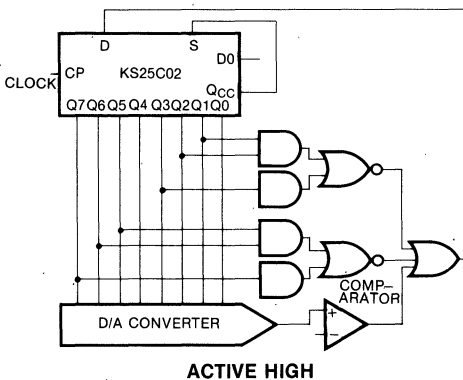 D S
D0
CP KS25C02
CLOCK
QCC
Q7 Q6 Q5 Q4 Q3 Q2 Q1 Q0
COMP-
ARATOR
D/A CONVERTER
+
−
ACTIVE HIGH